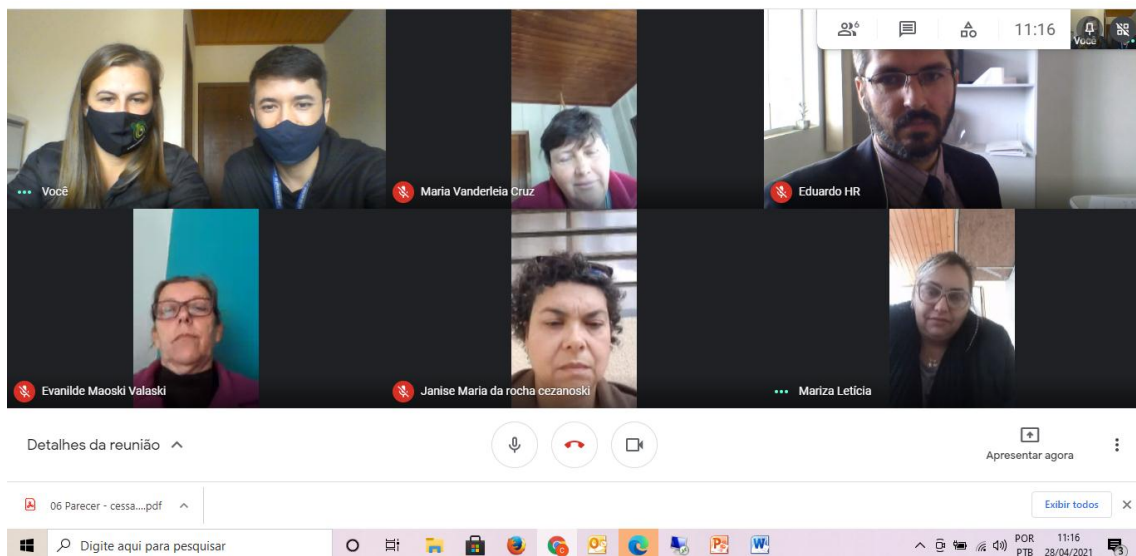 6
11:16
Você
Você
Maria Vanderleia Cruz
Eduardo HR
Evanilde Maoski Valaski
Janise Maria da rocha cezanoski
Mariza Letícia
Detalhes da reunião
Apresentar agora
06 Parecer - cessa....pdf
Exibir todos
Digite aqui para pesquisar
POR
PTB
11:16
28/04/2021